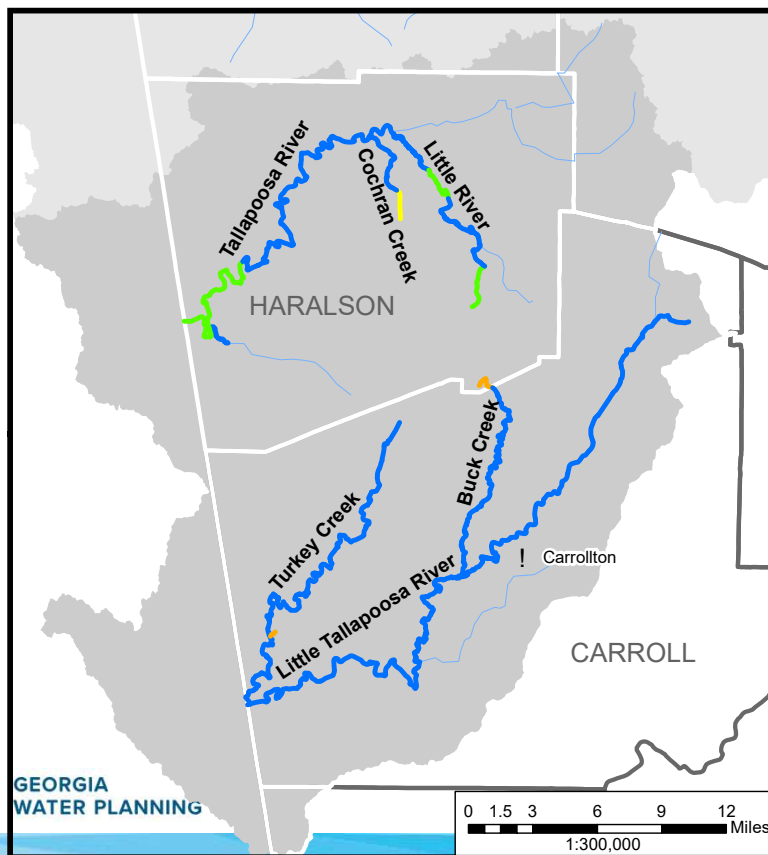 Tallapoosa River
Cochran Creek
Little River
HARALSON
Buck Creek
Turkey Creek
Little Tallapoosa River
! Carrollton
CARROLL
GEORGIA
WATER PLANNING
0 1.5 3 6 9 12
Miles
1:300,000